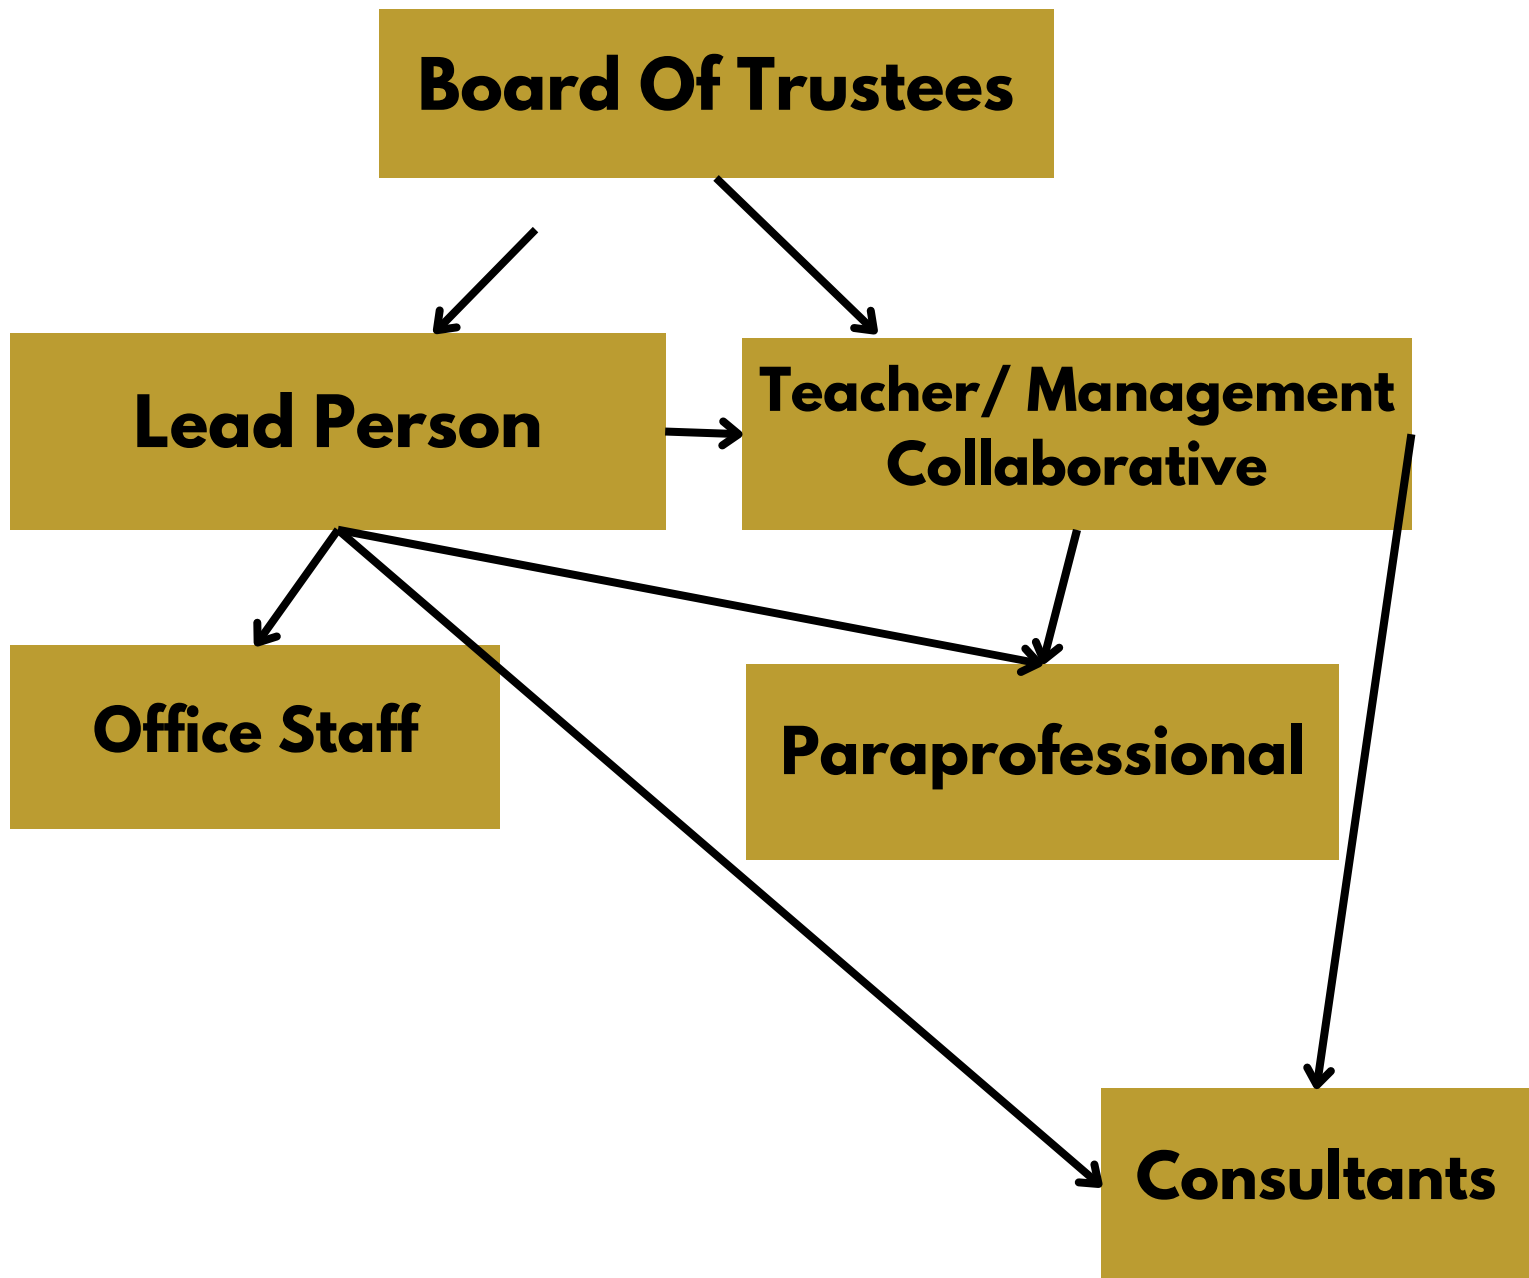 Board Of Trustees
Lead Person
Teacher/ Management
Collaborative
Office Staff
Paraprofessional
Consultants